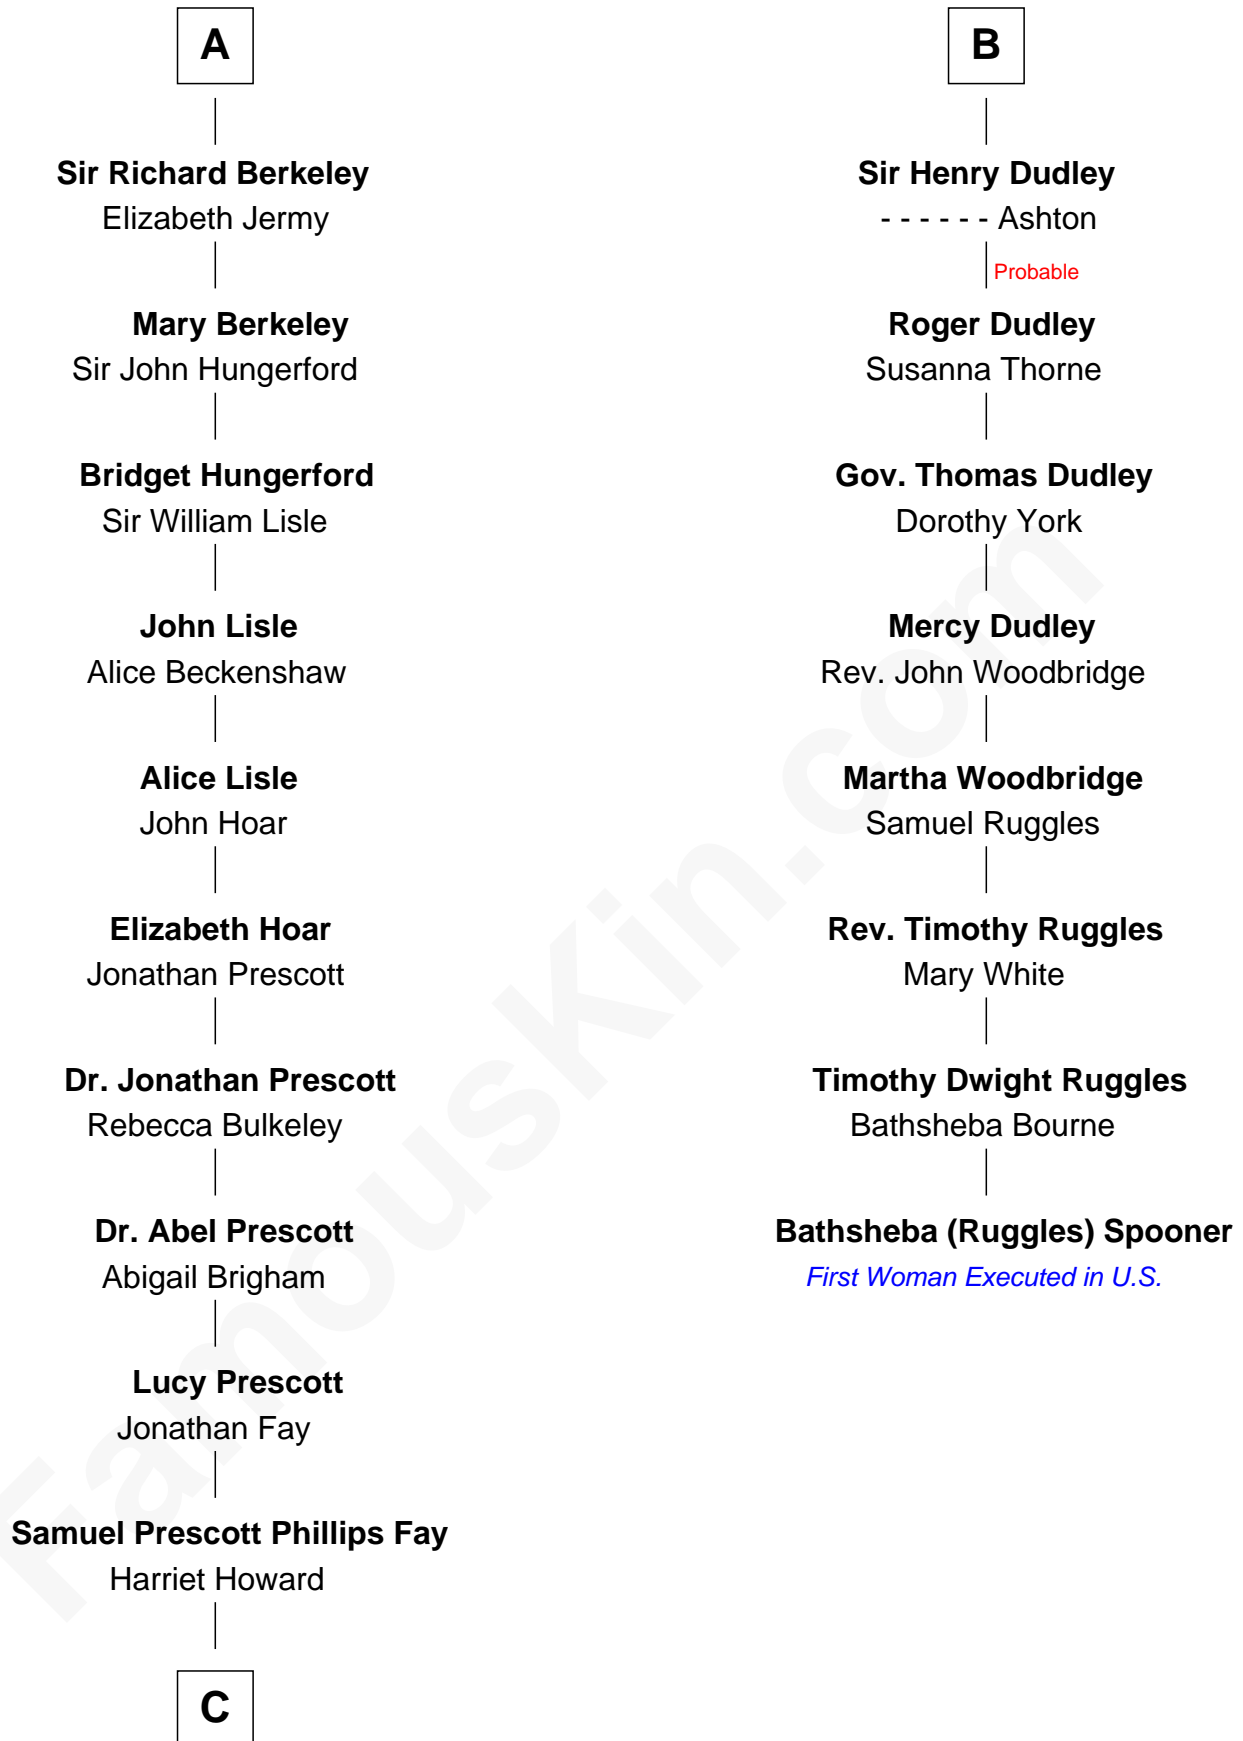 A
Sir Richard Berkeley
Elizabeth Jermy
Mary Berkeley
Sir John Hungerford
Bridget Hungerford
Sir William Lisle
John Lisle
Alice Beckenshaw
Alice Lisle
John Hoar
Elizabeth Hoar
Jonathan Prescott
Dr. Jonathan Prescott
Rebecca Bulkeley
Dr. Abel Prescott
Abigail Brigham
Lucy Prescott
Jonathan Fay
Samuel Prescott Phillips Fay
Harriet Howard
C
B
Sir Henry Dudley
- - - - - - Ashton
Probable
Roger Dudley
Susanna Thorne
Gov. Thomas Dudley
Dorothy York
Mercy Dudley
Rev. John Woodbridge
Martha Woodbridge
Samuel Ruggles
Rev. Timothy Ruggles
Mary White
Timothy Dwight Ruggles
Bathsheba Bourne
Bathsheba (Ruggles) Spooner
First Woman Executed in U.S.
FamousKin.com